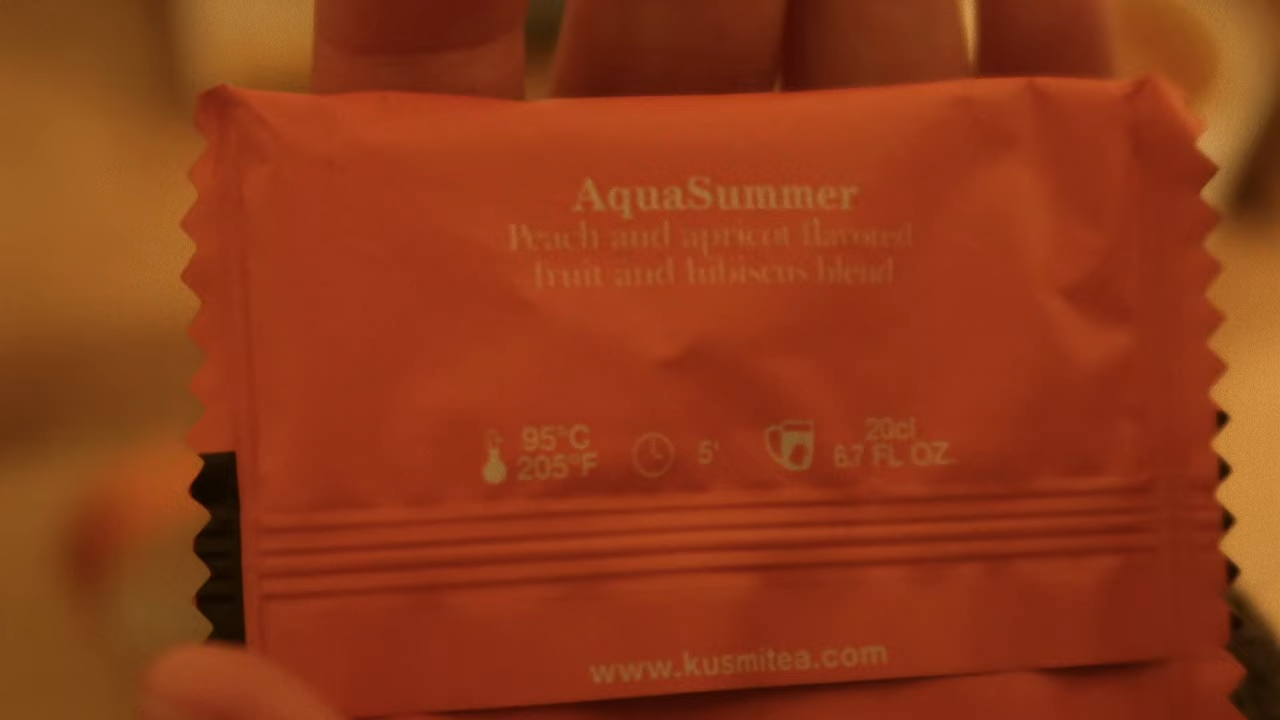 AquaSummer
Peach and apricot flavored
fruit and hibiscus blend
95°C
205°F
5'
20cl
6.7 FL OZ.
www.kusmitea.com